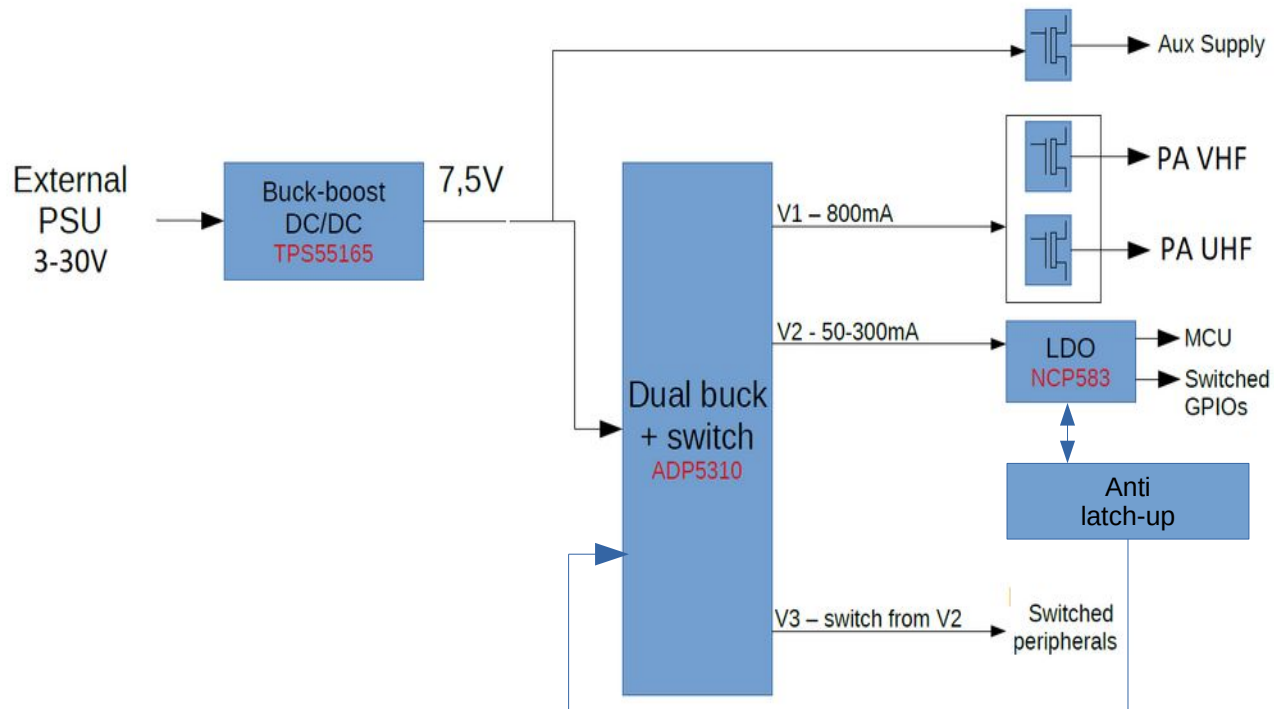 Aux Supply
External
PSU
3-30V
Buck-boost
DC/DC
TPS55165
7,5V
PA VHF
V1 – 800mA
PA UHF
V2 - 50-300mA
LDO
NCP583
MCU
Switched
GPIOs
Dual buck
+ switch
ADP5310
Anti
latch-up
V3 – switch from V2
Switched
peripherals